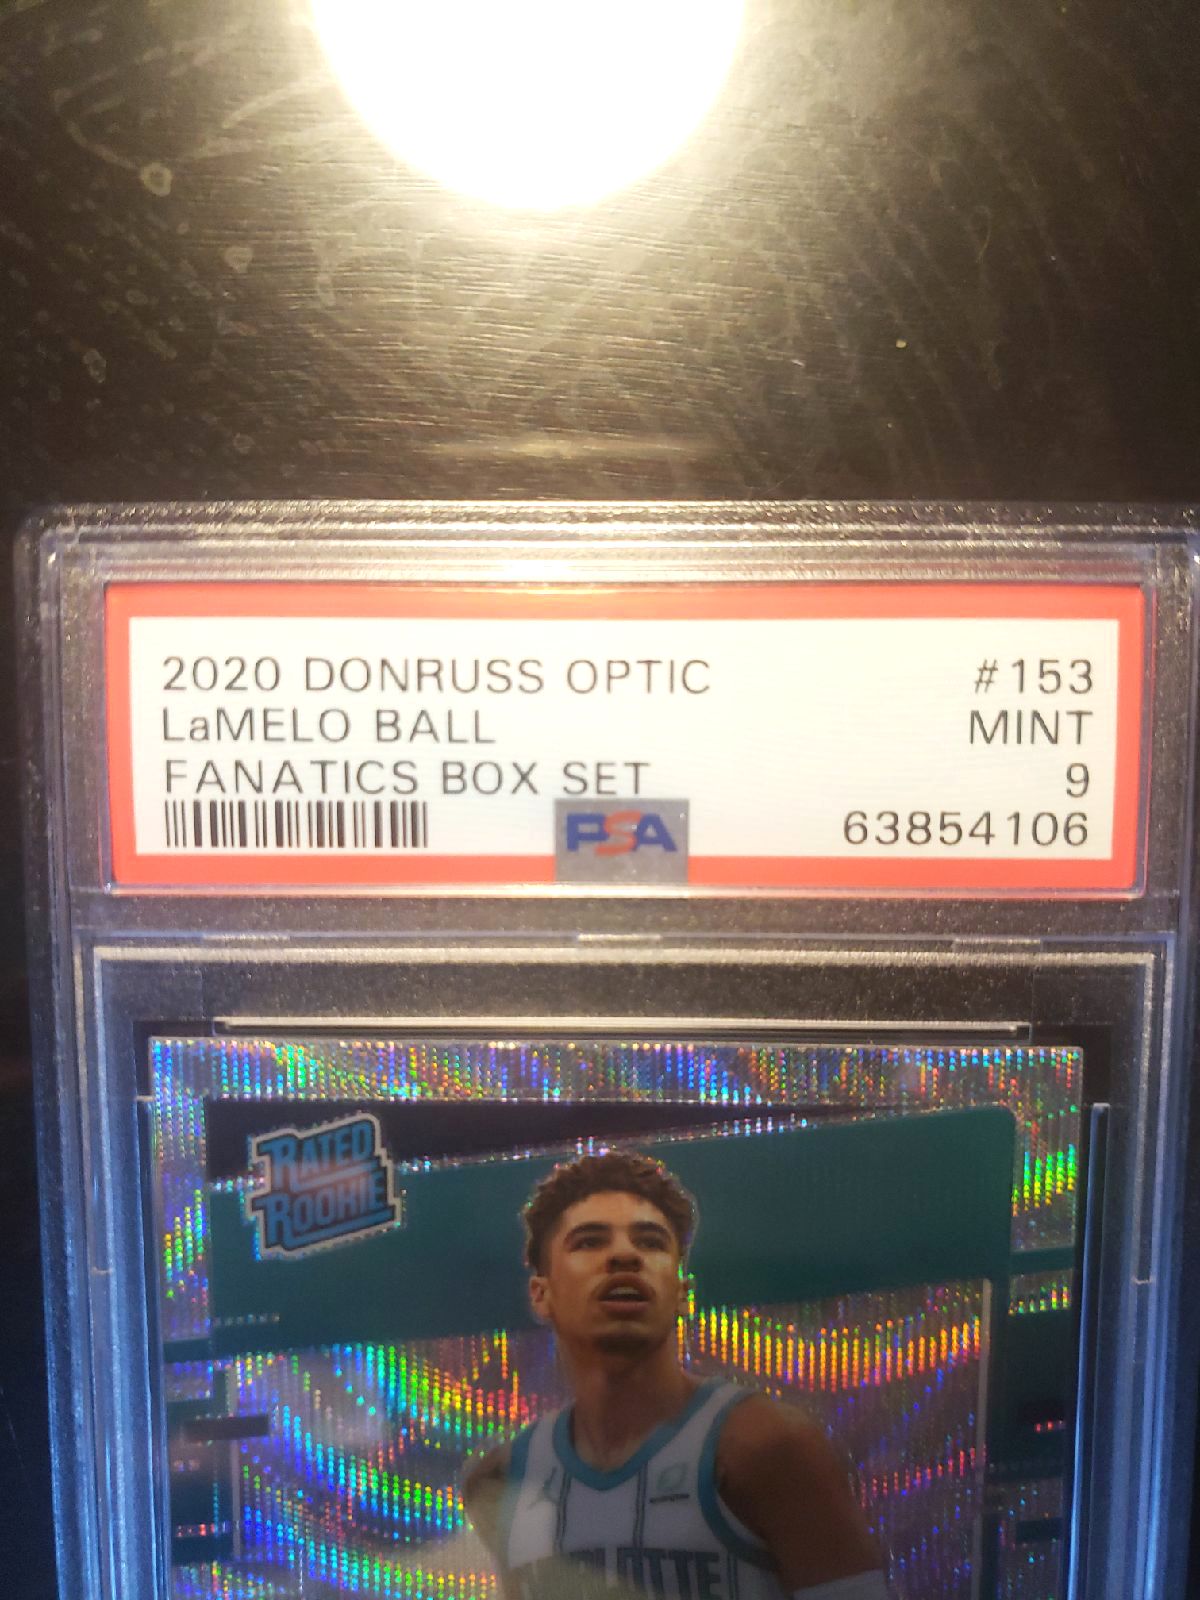 2020 DONRUSS OPTIC #153
LaMELO BALL MINT
FANATICS BOX SET 9
PSA 63854106
RATED
ROOKIE